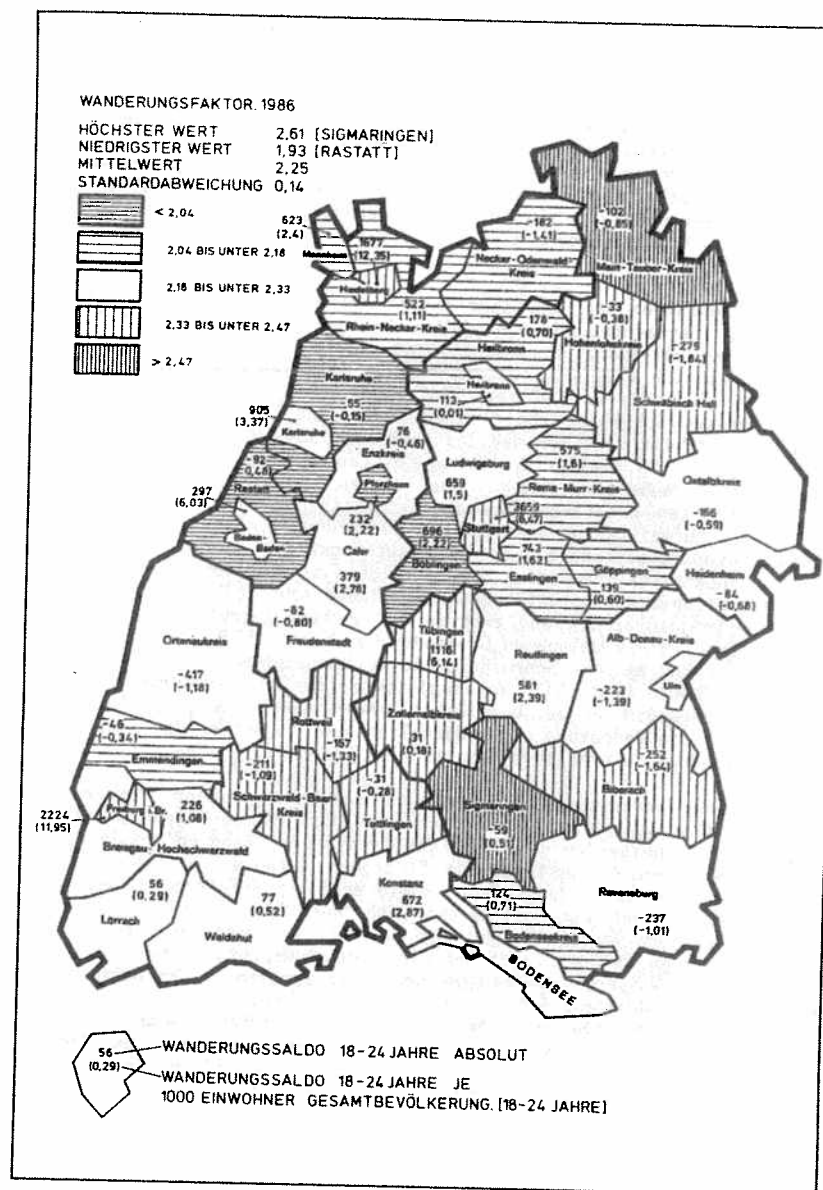 WANDERUNGSFAKTOR. 1986
HÖCHSTER WERT 2,61 [SIGMARINGEN]
NIEDRIGSTER WERT 1,93 [RASTATT]
MITTELWERT 2,25
STANDARDABWEICHUNG 0,14
< 2,04
2,04 BIS UNTER 2,18
2,18 BIS UNTER 2,33
2,33 BIS UNTER 2,47
> 2,47
623
(2,4)
Mannheim
1677
(12,35)
Heidelberg
-182
(-1,41)
Neckar-Odenwald
Kreis
-102
(-0,85)
Main-Tauber-Kreis
522
(1,11)
Rhein-Neckar-Kreis
178
(0,70)
Heilbronn
-33
(-0,38)
Hohenlohekreis
-275
(-1,84)
Schwäbisch Hall
Heilbronn
113
(0,01)
Karlsruhe
-55
(-0,15)
905
(3,37)
Karlsruhe
76
(-0,46)
Enzkreis
Pforzheim
232
(2,22)
Ludwigsburg
659
(1,5)
575
(1,6)
Rems-Murr-Kreis
Ostalbkreis
-166
(-0,59)
-92
Rastatt
297
(6,03)
Baden-
Baden
Calw
379
(2,76)
696
Böblingen
3659
Stuttgart
743
(1,62)
Esslingen
Göppingen
139
(0,60)
Heidenheim
-84
(-0,68)
-82
(-0,80)
Freudenstadt
Ortenaukreis
-417
(-1,18)
Tübingen
1116
Reutlingen
561
(2,39)
Alb-Donau-Kreis
-223
(-1,39)
Ulm
Rottweil
-157
(-1,33)
Zollernalbkreis
31
(0,18)
-46
(-0,34)
Emmendingen
-211
(-1,09)
Schwarzwald-Baar-
Kreis
-31
(-0,28)
Tuttlingen
Sigmaringen
-59
-252
(-1,64)
Biberach
2224
(11,95)
Freiburg i. Br.
226
(1,08)
Breisgau-Hochschwarzwald
56
(0,29)
Lörrach
77
(0,52)
Waldshut
Konstanz
672
(2,87)
124
(0,71)
Bodenseekreis
Ravensburg
-237
(-1,01)
BODENSEE
56
(0,29)
WANDERUNGSSALDO 18-24 JAHRE ABSOLUT
WANDERUNGSSALDO 18-24 JAHRE JE
1000 EINWOHNER GESAMTBEVÖLKERUNG. [18-24 JAHRE]